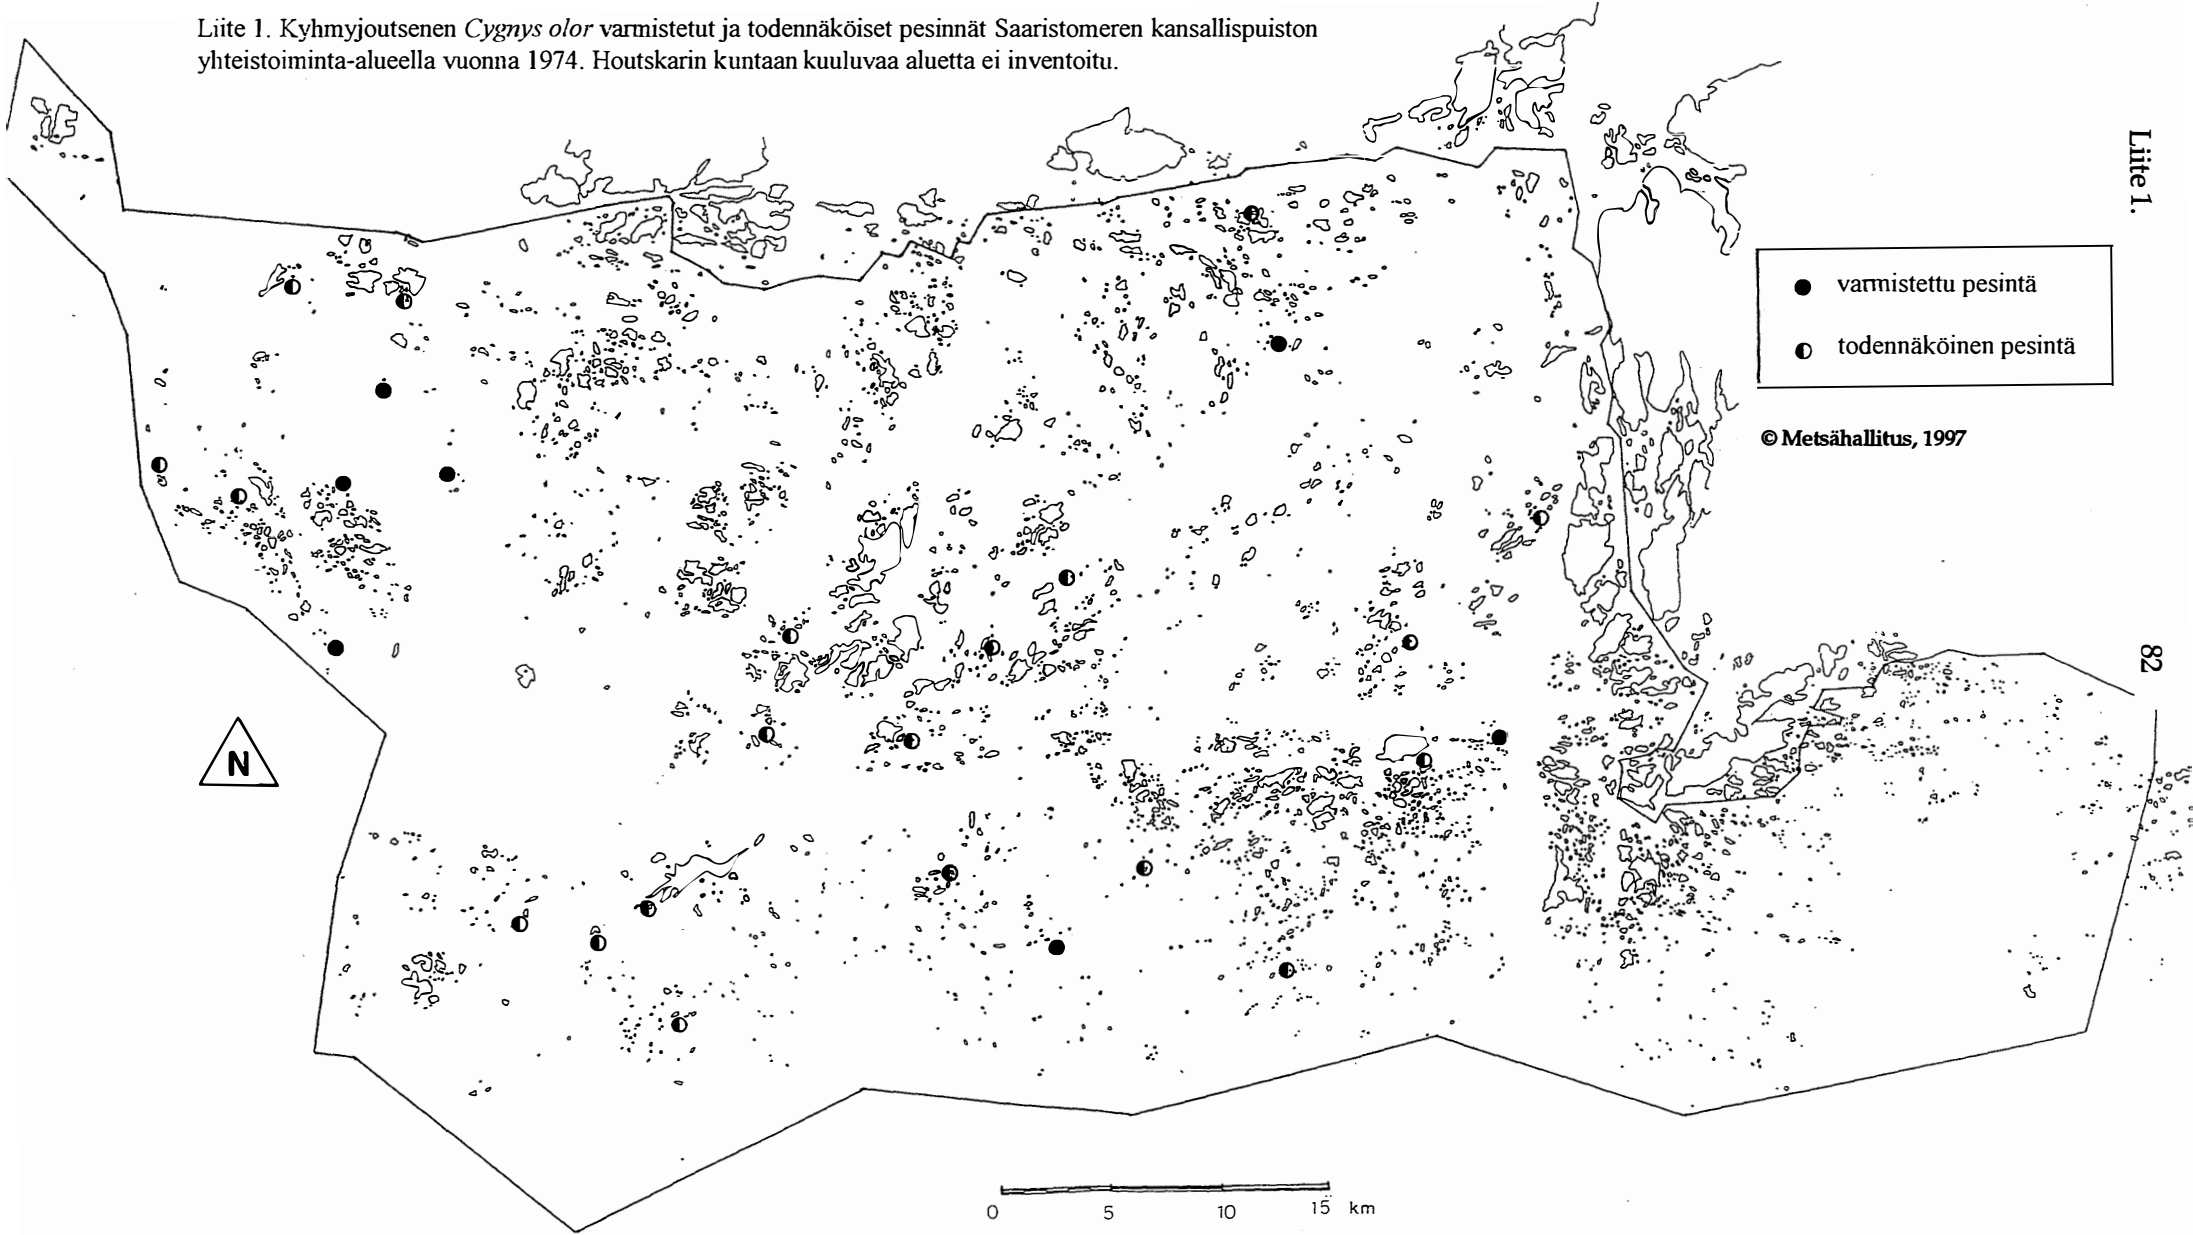 Liite 1. Kyhmyjoutsenen Cygnys olor varmistetut ja todennäköiset pesinnät Saaristomeren kansallispuiston
yhteistoiminta-alueella vuonna 1974. Houtskarin kuntaan kuuluvaa aluetta ei inventoitu.
Liite 1.
varmistettu pesintä
todennäköinen pesintä
© Metsähallitus, 1997
82
N
0 5 10 15 km